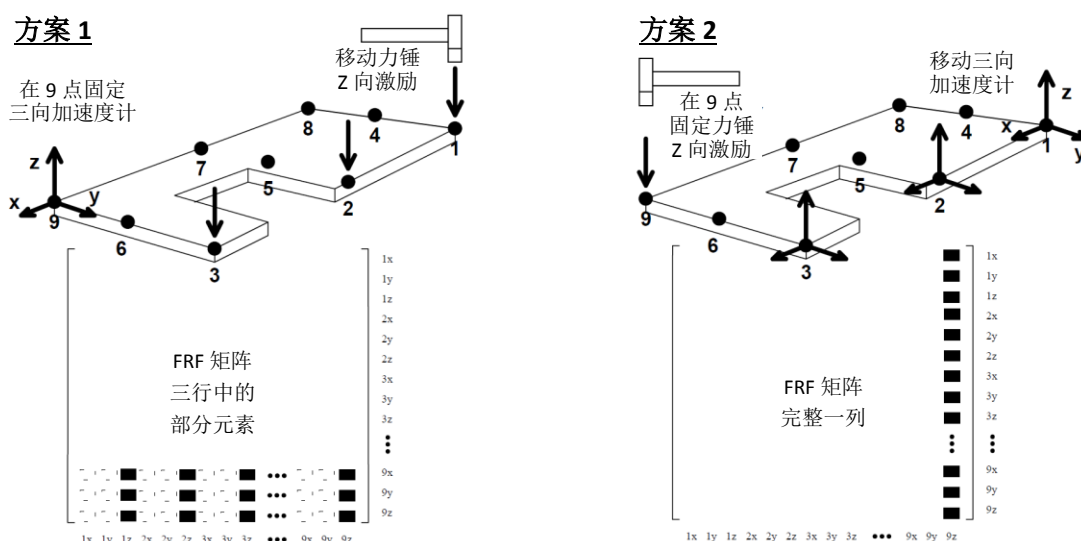 方案 1
在 9 点固定
三向加速度计
移动力锤
Z 向激励
8
4
1
7
5
2
z
x
y
9
6
3
1x
1y
1z
2x
2y
2z
3x
3y
3z
9x
9y
9z
FRF 矩阵
三行中的
部分元素
1x 1y 1z 2x 2y 2z 3x 3y 3z ••• 9x 9y 9z
方案 2
在 9 点
固定力锤
Z 向激励
移动三向
加速度计
z
x
y
8
4
1
7
5
2
9
6
3
1x
1y
1z
2x
2y
2z
3x
3y
3z
9x
9y
9z
FRF 矩阵
完整一列
1x 1y 1z 2x 2y 2z 3x 3y 3z ••• 9x 9y 9z